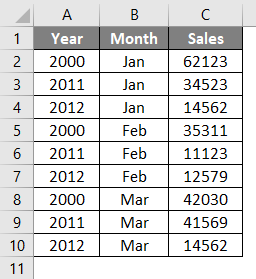 A B C
1 Year Month Sales
2 2000 Jan 62123
3 2011 Jan 34523
4 2012 Jan 14562
5 2000 Feb 35311
6 2011 Feb 11123
7 2012 Feb 12579
8 2000 Mar 42030
9 2011 Mar 41569
10 2012 Mar 14562
11